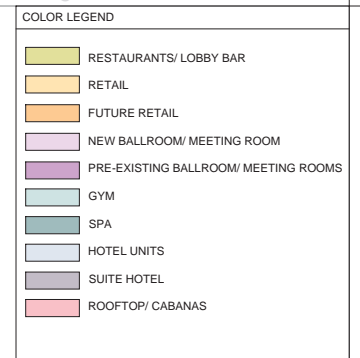 COLOR LEGEND
RESTAURANTS/ LOBBY BAR
RETAIL
FUTURE RETAIL
NEW BALLROOM/ MEETING ROOM
PRE-EXISTING BALLROOM/ MEETING ROOMS
GYM
SPA
HOTEL UNITS
SUITE HOTEL
ROOFTOP/ CABANAS